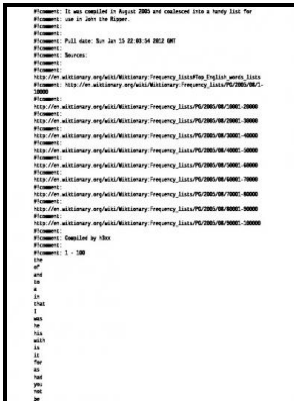 #!comment: It was compiled in August 2005 and coalesced into a handy list for
#!comment: use in John the Ripper.
#!comment:
#!comment:
#!comment: Pull date: Sun Jan 15 22:03:54 2012 GMT
#!comment:
#!comment: Sources:
#!comment:
#!comment:
http://en.wiktionary.org/wiki/Wiktionary:Frequency_lists#Top_English_words_lists
#!comment: http://en.wiktionary.org/wiki/Wiktionary:Frequency_lists/PG/2005/08/1-
10000
#!comment:
http://en.wiktionary.org/wiki/Wiktionary:Frequency_lists/PG/2005/08/10001-20000
#!comment:
http://en.wiktionary.org/wiki/Wiktionary:Frequency_lists/PG/2005/08/20001-30000
#!comment:
http://en.wiktionary.org/wiki/Wiktionary:Frequency_lists/PG/2005/08/30001-40000
#!comment:
http://en.wiktionary.org/wiki/Wiktionary:Frequency_lists/PG/2005/08/40001-50000
#!comment:
http://en.wiktionary.org/wiki/Wiktionary:Frequency_lists/PG/2005/08/50001-60000
#!comment:
http://en.wiktionary.org/wiki/Wiktionary:Frequency_lists/PG/2005/08/60001-70000
#!comment:
http://en.wiktionary.org/wiki/Wiktionary:Frequency_lists/PG/2005/08/70001-80000
#!comment:
http://en.wiktionary.org/wiki/Wiktionary:Frequency_lists/PG/2005/08/80001-90000
#!comment:
http://en.wiktionary.org/wiki/Wiktionary:Frequency_lists/PG/2005/08/90001-100000
#!comment:
#!comment: Compiled by h3xx
#!comment:
#!comment: 1 - 100
the
of
and
to
a
in
that
I
was
he
his
with
is
it
for
as
had
you
not
be